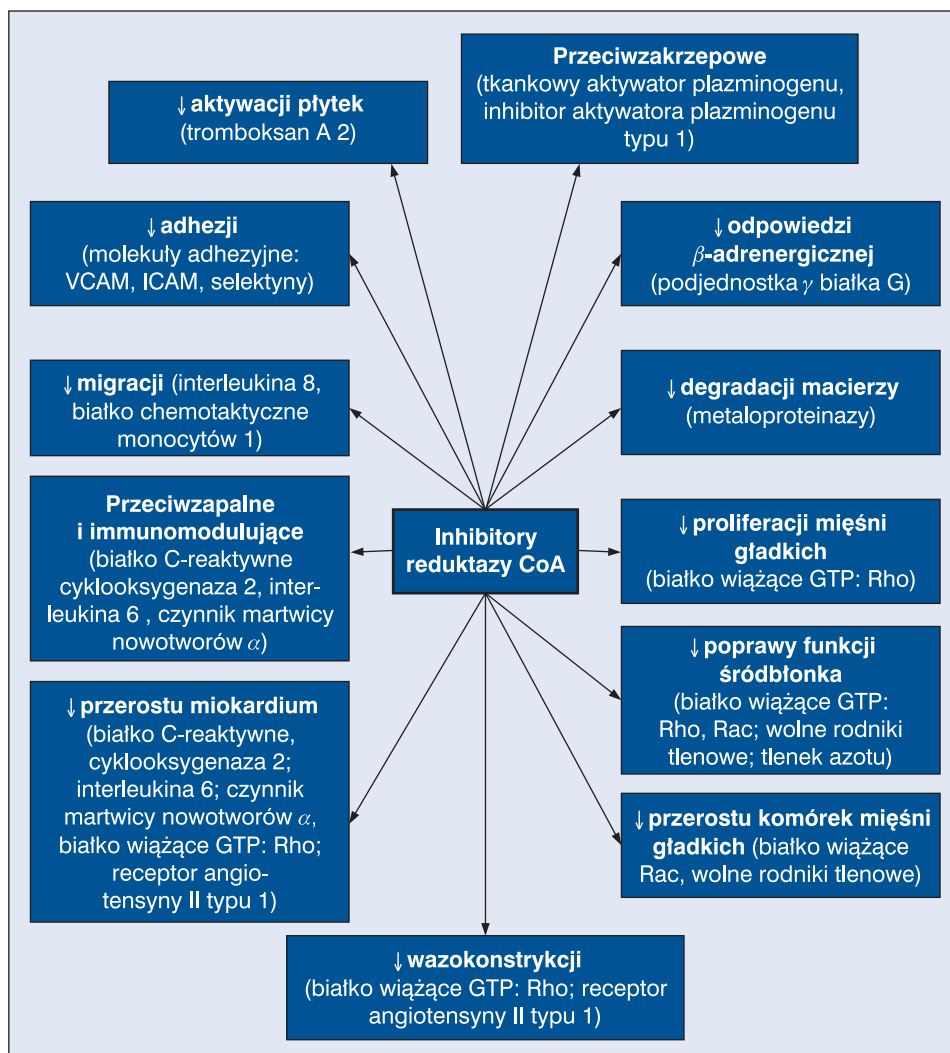 ↓ aktywacji płytek
(tromboksan A 2)
Przeciwzakrzepowe
(tkankowy aktywator plazminogenu,
inhibitor aktywatora plazminogenu
typu 1)
↓ adhezji
(molekuły adhezyjne:
VCAM, ICAM, selektyny)
↓ odpowiedzi
β-adrenergicznej
(podjednostka γ białka G)
↓ migracji (interleukina 8,
białko chemotaktyczne
monocytów 1)
↓ degradacji macierzy
(metaloproteinazy)
Przeciwzapalne
i immunomodulujące
(białko C-reaktywne
cyklooksygenaza 2, inter-
leukina 6 , czynnik martwicy
nowotworów α)
Inhibitory
reduktazy CoA
↓ proliferacji mięśni
gładkich
(białko wiążące GTP: Rho)
↓ poprawy funkcji
śródbłonka
(białko wiążące GTP:
Rho, Rac; wolne rodniki
tlenowe; tlenek azotu)
↓ przerostu miokardium
(białko C-reaktywne,
cyklooksygenaza 2;
interleukina 6; czynnik
martwicy nowotworów α,
białko wiążące GTP: Rho;
receptor angio-
tensyny II typu 1)
↓ przerostu komórek mięśni
gładkich (białko wiążące
Rac, wolne rodniki tlenowe)
↓ wazokonstrykcji
(białko wiążące GTP: Rho; receptor
angiotensyny II typu 1)